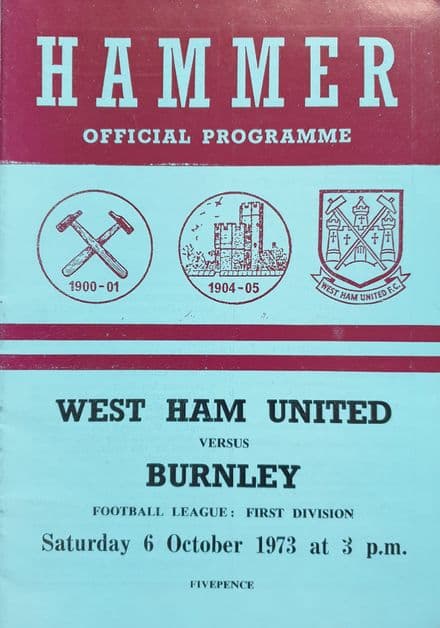 HAMMER
OFFICIAL PROGRAMME
1900-01
1904-05
WEST HAM UNITED F.C.
WEST HAM UNITED
VERSUS
BURNLEY
FOOTBALL LEAGUE: FIRST DIVISION
Saturday 6 October 1973 at 3 p.m.
FIVEPENCE